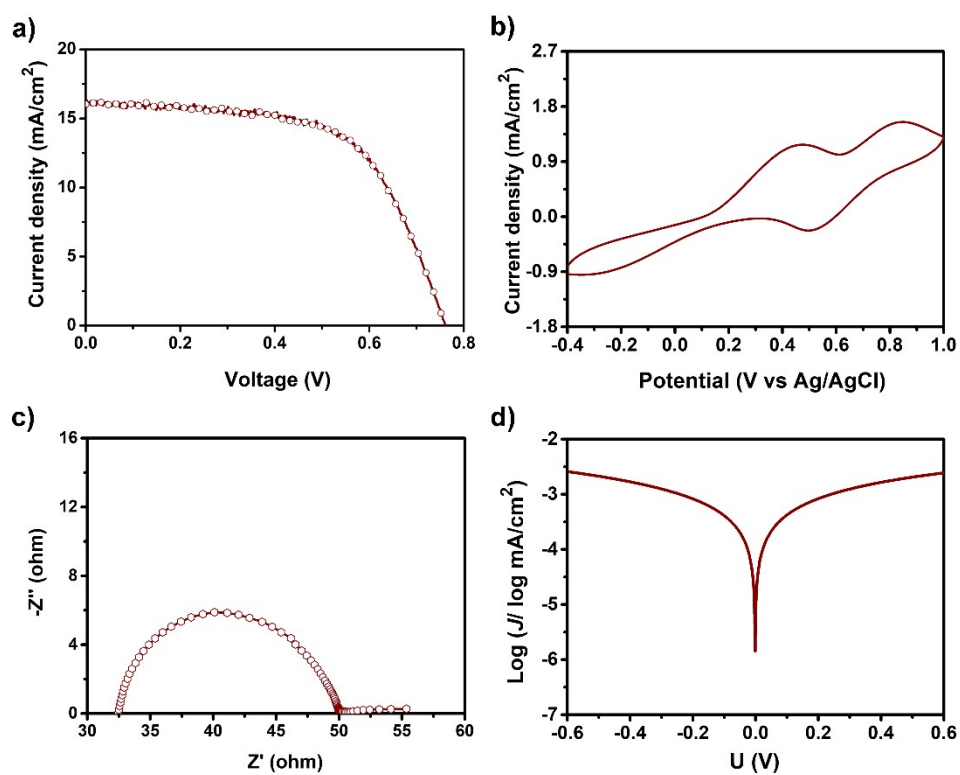 a)
Current density (mA/cm²)
20
15
10
5
0
0.0 0.2 0.4 0.6 0.8
Voltage (V)
b)
Current density (mA/cm²)
2.7
1.8
0.9
0.0
-0.9
-1.8
-0.4 -0.2 0.0 0.2 0.4 0.6 0.8 1.0
Potential (V vs Ag/AgCl)
c)
-Z'' (ohm)
16
12
8
4
0
30 35 40 45 50 55 60
Z' (ohm)
d)
Log (J/ log mA/cm²)
-2
-3
-4
-5
-6
-7
-0.6 -0.4 -0.2 0.0 0.2 0.4 0.6
U (V)